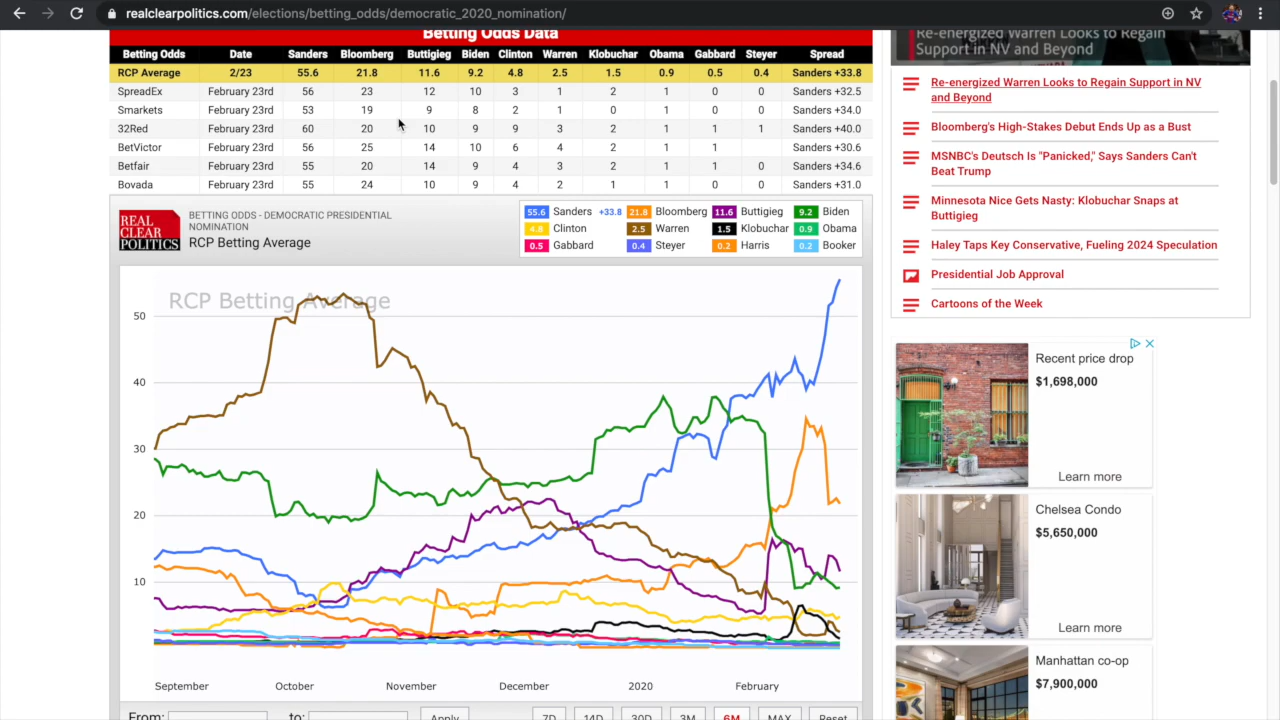 realclearpolitics.com/elections/betting_odds/democratic_2020_nomination/
Betting Odds Data
Betting Odds Date Sanders Bloomberg Buttigieg Biden Clinton Warren Klobuchar Obama Gabbard Steyer Spread
RCP Average 2/23 55.6 21.8 11.6 9.2 4.8 2.5 1.5 0.9 0.5 0.4 Sanders +33.8
SpreadEx February 23rd 56 23 12 10 3 1 2 1 0 0 Sanders +32.5
Smarkets February 23rd 53 19 9 8 2 1 0 1 0 0 Sanders +34.0
32Red February 23rd 60 20 10 9 9 3 2 1 1 1 Sanders +40.0
BetVictor February 23rd 56 25 14 10 6 4 2 1 1 Sanders +30.6
Betfair February 23rd 55 20 14 9 4 3 2 1 1 0 Sanders +34.6
Bovada February 23rd 55 24 10 9 4 2 1 1 0 0 Sanders +31.0
REAL
CLEAR
POLITICS
BETTING ODDS - DEMOCRATIC PRESIDENTIAL
NOMINATION
RCP Betting Average
55.6 Sanders +33.8 21.8 Bloomberg 11.6 Buttigieg 9.2 Biden
4.8 Clinton 2.5 Warren 1.5 Klobuchar 0.9 Obama
0.5 Gabbard 0.4 Steyer 0.2 Harris 0.2 Booker
RCP Betting Average
50
40
30
20
10
September October November December 2020 February
From: to: Apply 7D 14D 30D 3M 6M MAX Reset
Re-energized Warren Looks to Regain
Support in NV and Beyond
Re-energized Warren Looks to Regain Support in NV
and Beyond
Bloomberg's High-Stakes Debut Ends Up as a Bust
MSNBC's Deutsch Is "Panicked," Says Sanders Can't
Beat Trump
Minnesota Nice Gets Nasty: Klobuchar Snaps at
Buttigieg
Haley Taps Key Conservative, Fueling 2024 Speculation
Presidential Job Approval
Cartoons of the Week
Recent price drop
$1,698,000
Learn more
Chelsea Condo
$5,650,000
Learn more
Manhattan co-op
$7,900,000